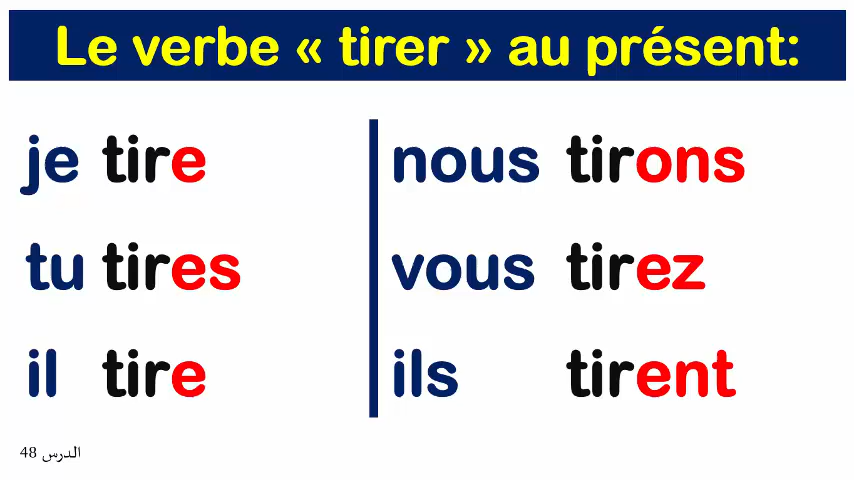 Le verbe « tirer » au présent:
je tire
tu tires
il tire
nous tirons
vous tirez
ils tirent
الدرس 48